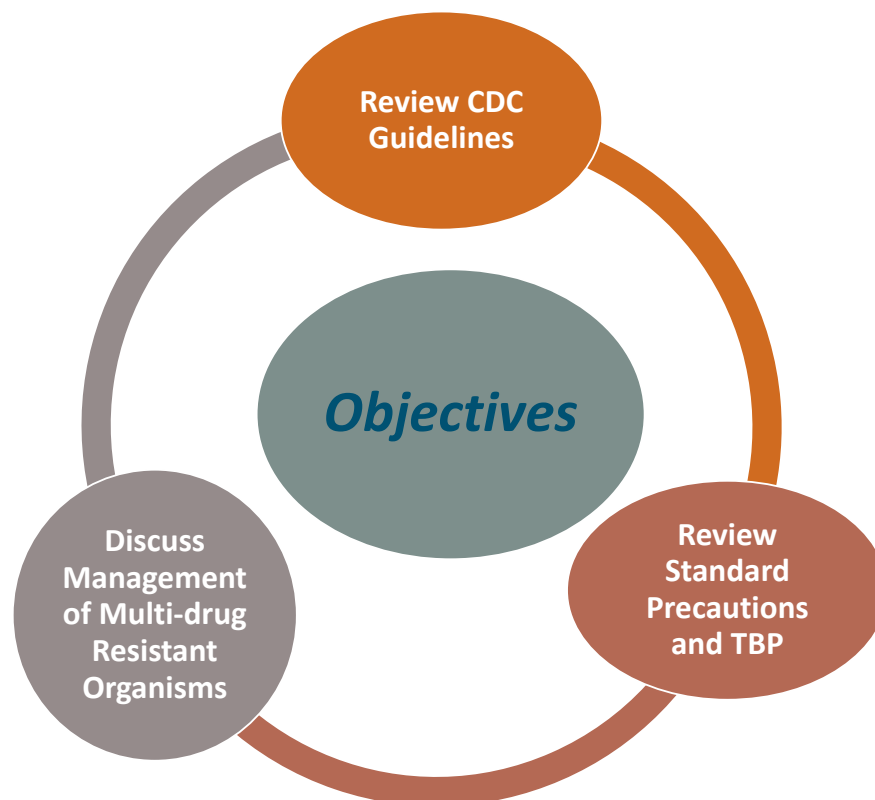 Review CDC
Guidelines
Objectives
Review
Standard
Precautions
and TBP
Discuss
Management
of Multi-drug
Resistant
Organisms